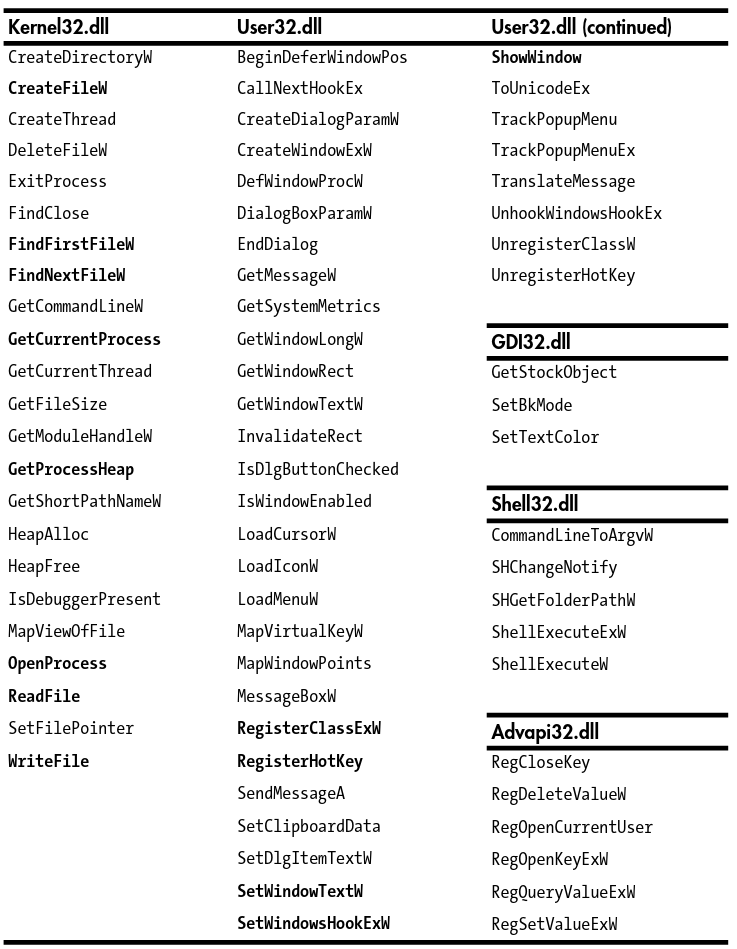 Kernel32.dll
CreateDirectoryW
CreateFileW
CreateThread
DeleteFileW
ExitProcess
FindClose
FindFirstFileW
FindNextFileW
GetCommandLineW
GetCurrentProcess
GetCurrentThread
GetFileSize
GetModuleHandleW
GetProcessHeap
GetShortPathNameW
HeapAlloc
HeapFree
IsDebuggerPresent
MapViewOfFile
OpenProcess
ReadFile
SetFilePointer
WriteFile
User32.dll
BeginDeferWindowPos
CallNextHookEx
CreateDialogParamW
CreateWindowExW
DefWindowProcW
DialogBoxParamW
EndDialog
GetMessageW
GetSystemMetrics
GetWindowLongW
GetWindowRect
GetWindowTextW
InvalidateRect
IsDlgButtonChecked
IsWindowEnabled
LoadCursorW
LoadIconW
LoadMenuW
MapVirtualKeyW
MapWindowPoints
MessageBoxW
RegisterClassExW
RegisterHotKey
SendMessageA
SetClipboardData
SetDlgItemTextW
SetWindowTextW
SetWindowsHookExW
User32.dll (continued)
ShowWindow
ToUnicodeEx
TrackPopupMenu
TrackPopupMenuEx
TranslateMessage
UnhookWindowsHookEx
UnregisterClassW
UnregisterHotKey
GDI32.dll
GetStockObject
SetBkMode
SetTextColor
Shell32.dll
CommandLineToArgvW
SHChangeNotify
SHGetFolderPathW
ShellExecuteExW
ShellExecuteW
Advapi32.dll
RegCloseKey
RegDeleteValueW
RegOpenCurrentUser
RegOpenKeyExW
RegQueryValueExW
RegSetValueExW